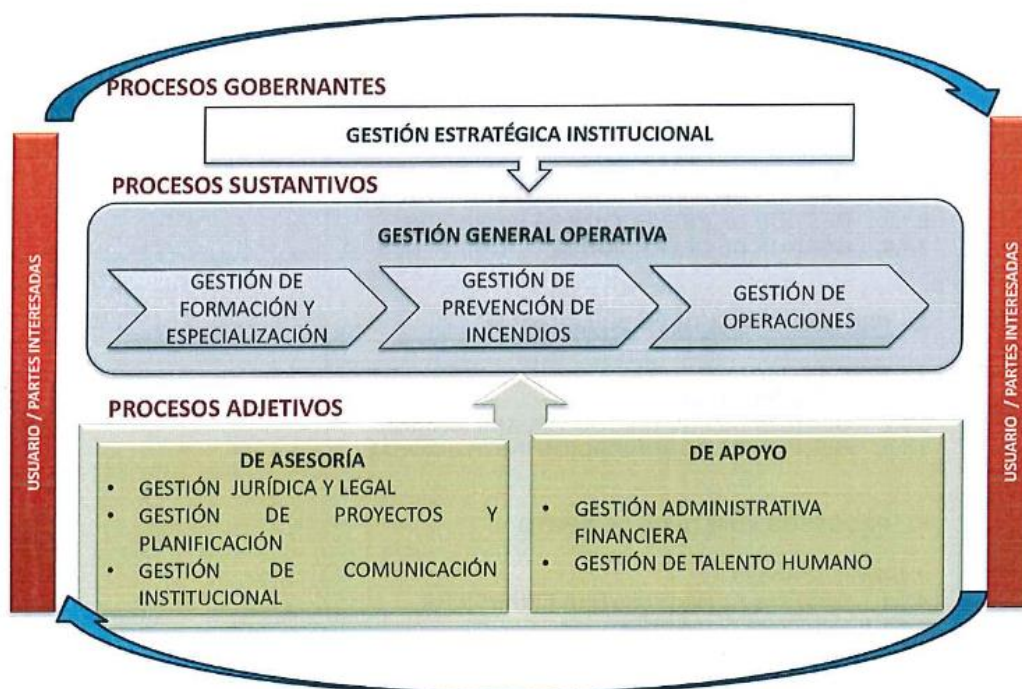 PROCESOS GOBERNANTES
GESTIÓN ESTRATÉGICA INSTITUCIONAL
PROCESOS SUSTANTIVOS
GESTIÓN GENERAL OPERATIVA
GESTIÓN DE
FORMACIÓN Y
ESPECIALIZACIÓN
GESTIÓN DE
PREVENCIÓN DE
INCENDIOS
GESTIÓN DE
OPERACIONES
PROCESOS ADJETIVOS
DE ASESORÍA
• GESTIÓN JURÍDICA Y LEGAL
• GESTIÓN DE PROYECTOS Y
PLANIFICACIÓN
• GESTIÓN DE COMUNICACIÓN
INSTITUCIONAL
DE APOYO
• GESTIÓN ADMINISTRATIVA
FINANCIERA
• GESTIÓN DE TALENTO HUMANO
USUARIO / PARTES INTERESADAS
USUARIO / PARTES INTERESADAS